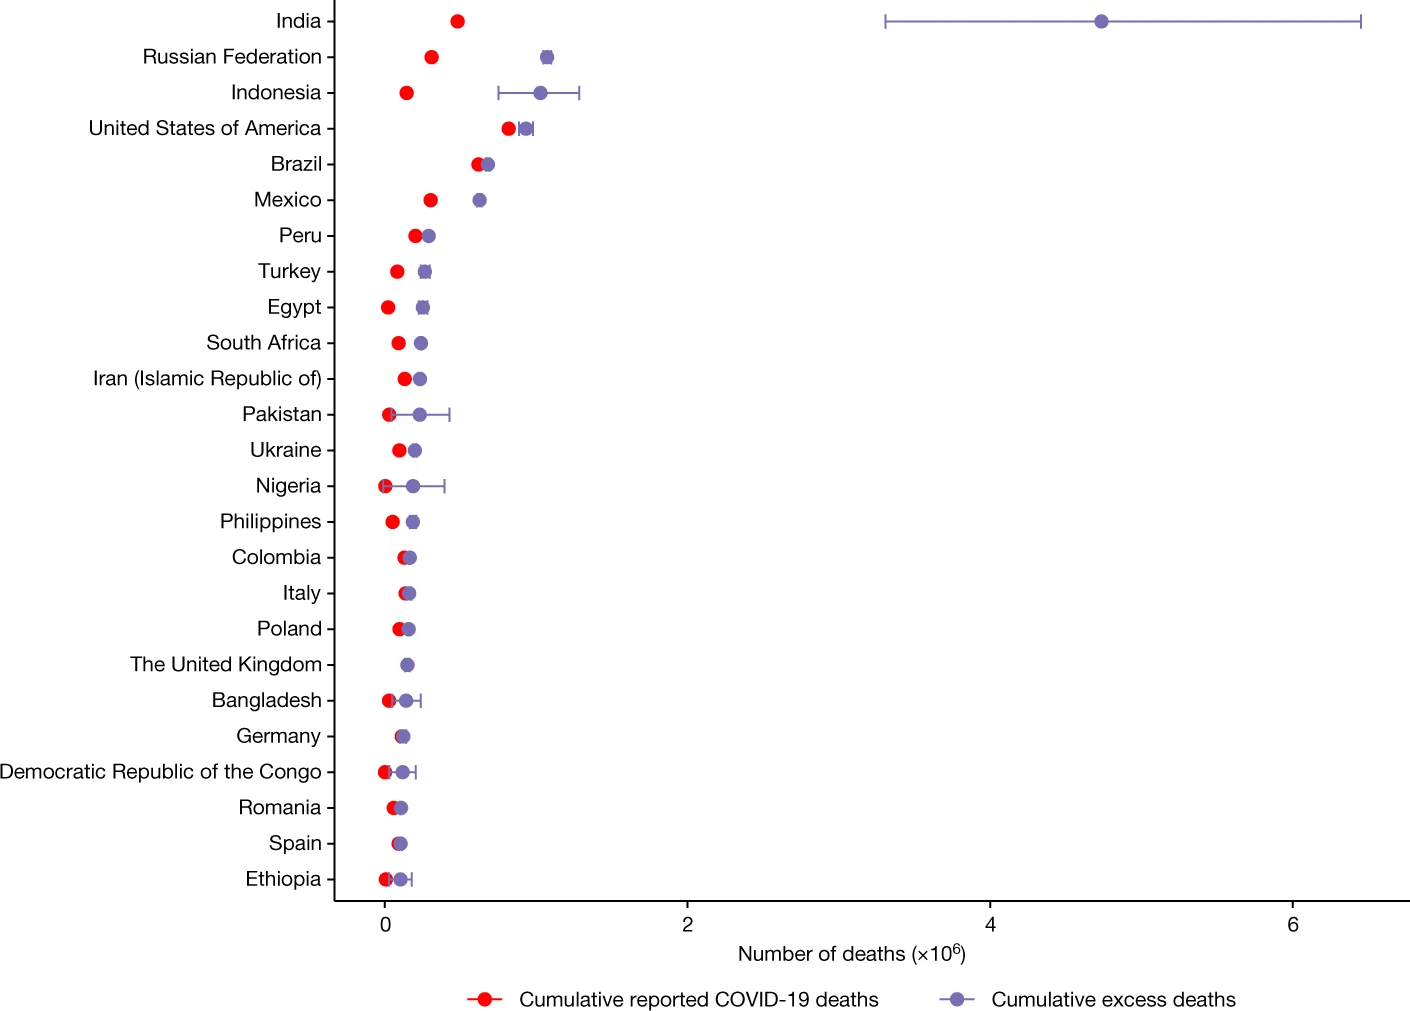 India
Russian Federation
Indonesia
United States of America
Brazil
Mexico
Peru
Turkey
Egypt
South Africa
Iran (Islamic Republic of)
Pakistan
Ukraine
Nigeria
Philippines
Colombia
Italy
Poland
The United Kingdom
Bangladesh
Germany
Democratic Republic of the Congo
Romania
Spain
Ethiopia
0 2 4 6
Number of deaths (×10⁶)
Cumulative reported COVID-19 deaths Cumulative excess deaths